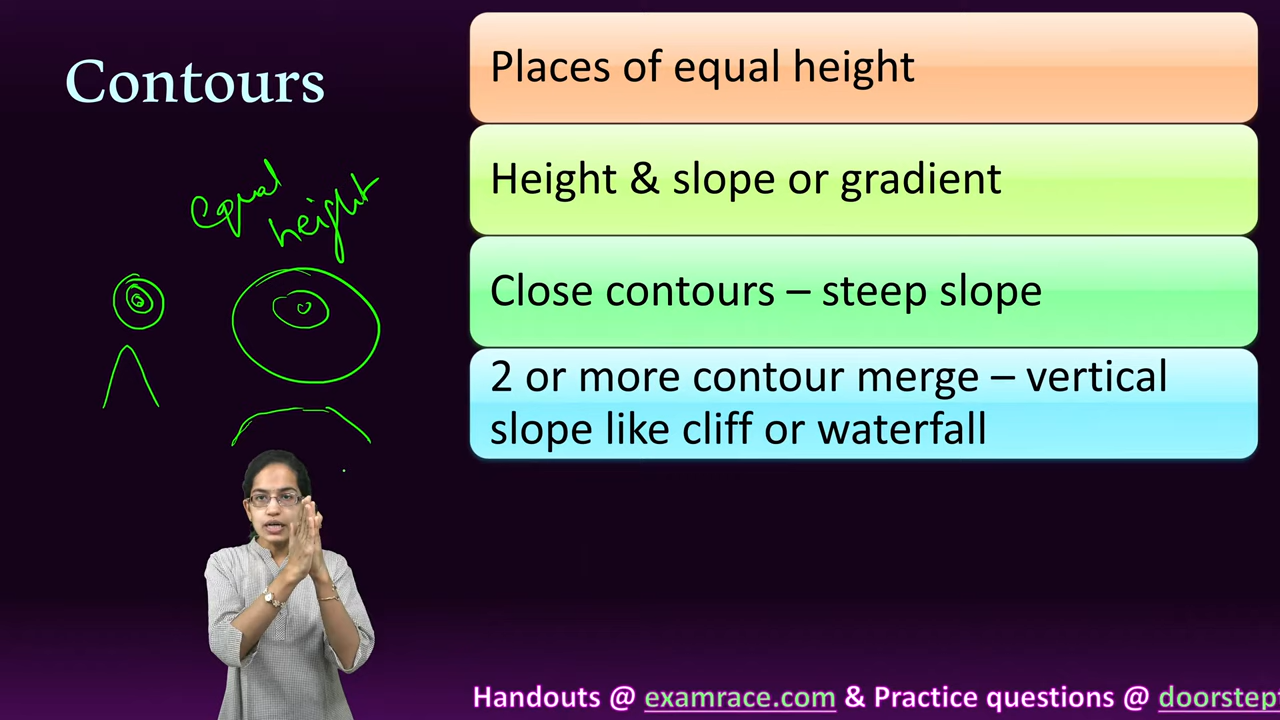 Contours
equal
height
Places of equal height
Height & slope or gradient
Close contours – steep slope
2 or more contour merge – vertical
slope like cliff or waterfall
Handouts @ examrace.com & Practice questions @ doorstept